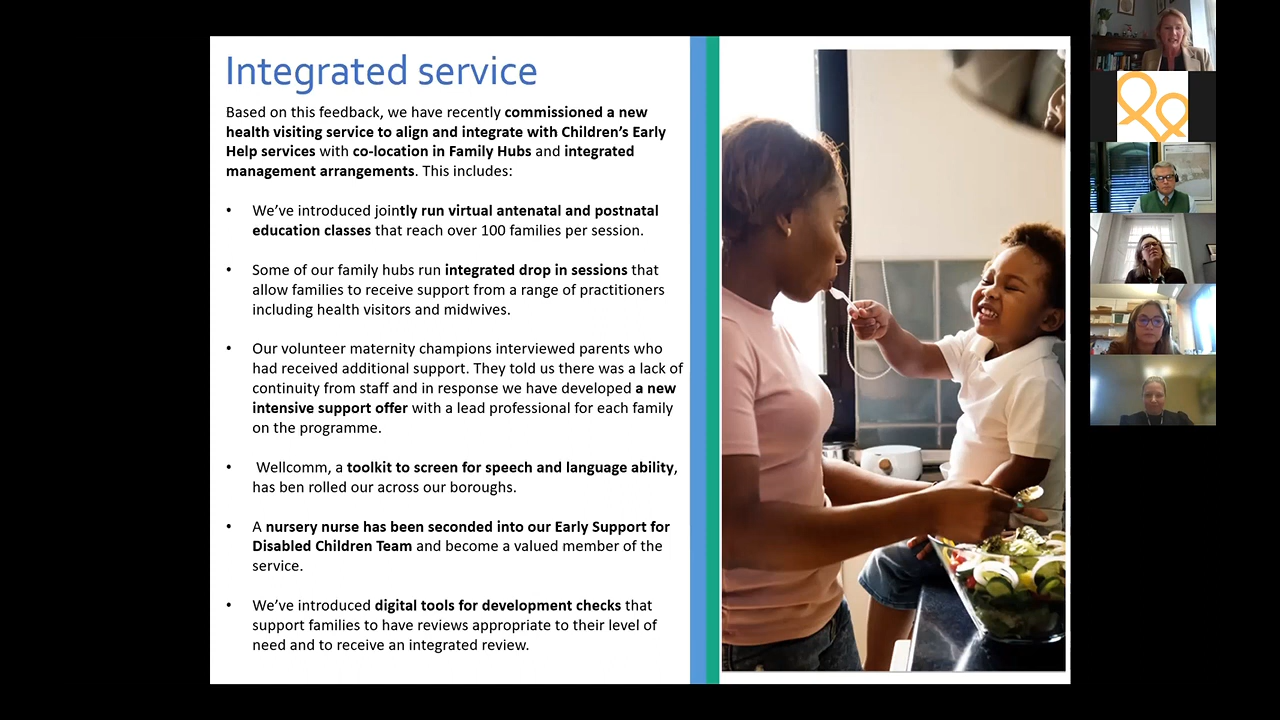 Integrated service
Based on this feedback, we have recently commissioned a new
health visiting service to align and integrate with Children’s Early
Help services with co-location in Family Hubs and integrated
management arrangements. This includes:
• We’ve introduced jointly run virtual antenatal and postnatal
education classes that reach over 100 families per session.
• Some of our family hubs run integrated drop in sessions that
allow families to receive support from a range of practitioners
including health visitors and midwives.
• Our volunteer maternity champions interviewed parents who
had received additional support. They told us there was a lack of
continuity from staff and in response we have developed a new
intensive support offer with a lead professional for each family
on the programme.
• Wellcomm, a toolkit to screen for speech and language ability,
has ben rolled our across our boroughs.
• A nursery nurse has been seconded into our Early Support for
Disabled Children Team and become a valued member of the
service.
• We’ve introduced digital tools for development checks that
support families to have reviews appropriate to their level of
need and to receive an integrated review.